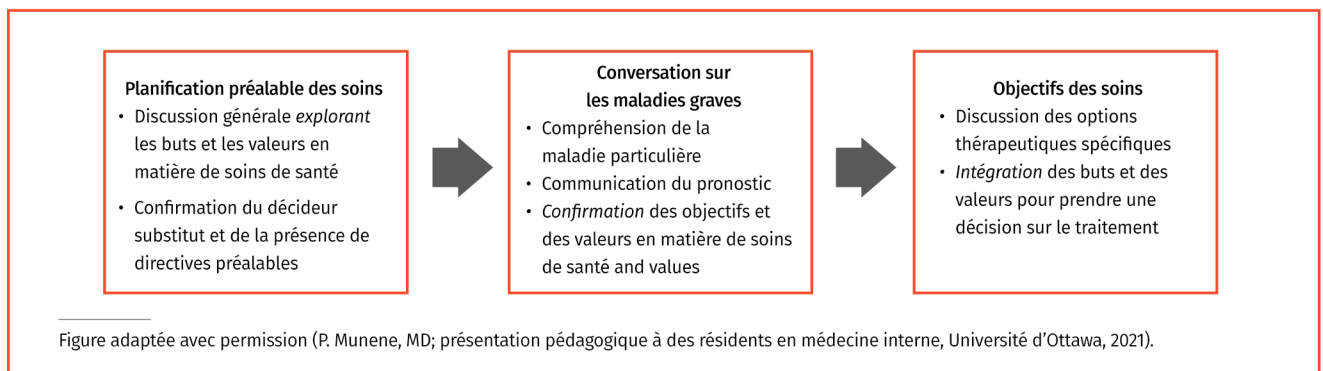 Planification préalable des soins
• Discussion générale explorant
les buts et les valeurs en
matière de soins de santé
• Confirmation du décideur
substitut et de la présence de
directives préalables
Conversation sur
les maladies graves
• Compréhension de la
maladie particulière
• Communication du pronostic
• Confirmation des objectifs et
des valeurs en matière de soins
de santé and values
Objectifs des soins
• Discussion des options
thérapeutiques spécifiques
• Intégration des buts et des
valeurs pour prendre une
décision sur le traitement
Figure adaptée avec permission (P. Munene, MD; présentation pédagogique à des résidents en médecine interne, Université d’Ottawa, 2021).